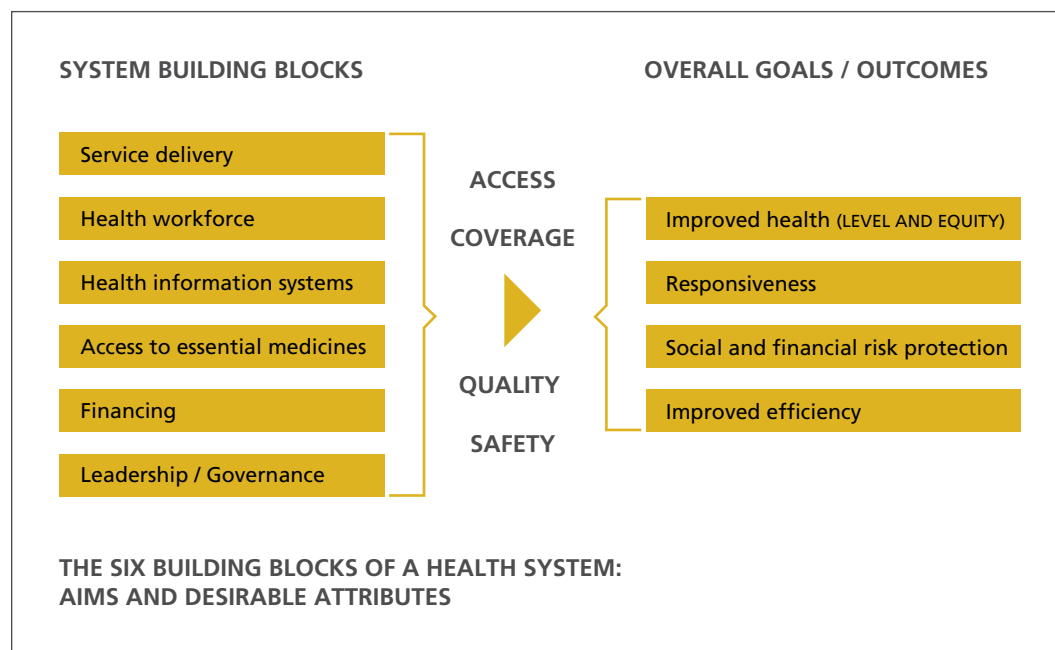 SYSTEM BUILDING BLOCKS
Service delivery
Health workforce
Health information systems
Access to essential medicines
Financing
Leadership / Governance
ACCESS
COVERAGE
QUALITY
SAFETY
OVERALL GOALS / OUTCOMES
Improved health (LEVEL AND EQUITY)
Responsiveness
Social and financial risk protection
Improved efficiency
THE SIX BUILDING BLOCKS OF A HEALTH SYSTEM:
AIMS AND DESIRABLE ATTRIBUTES